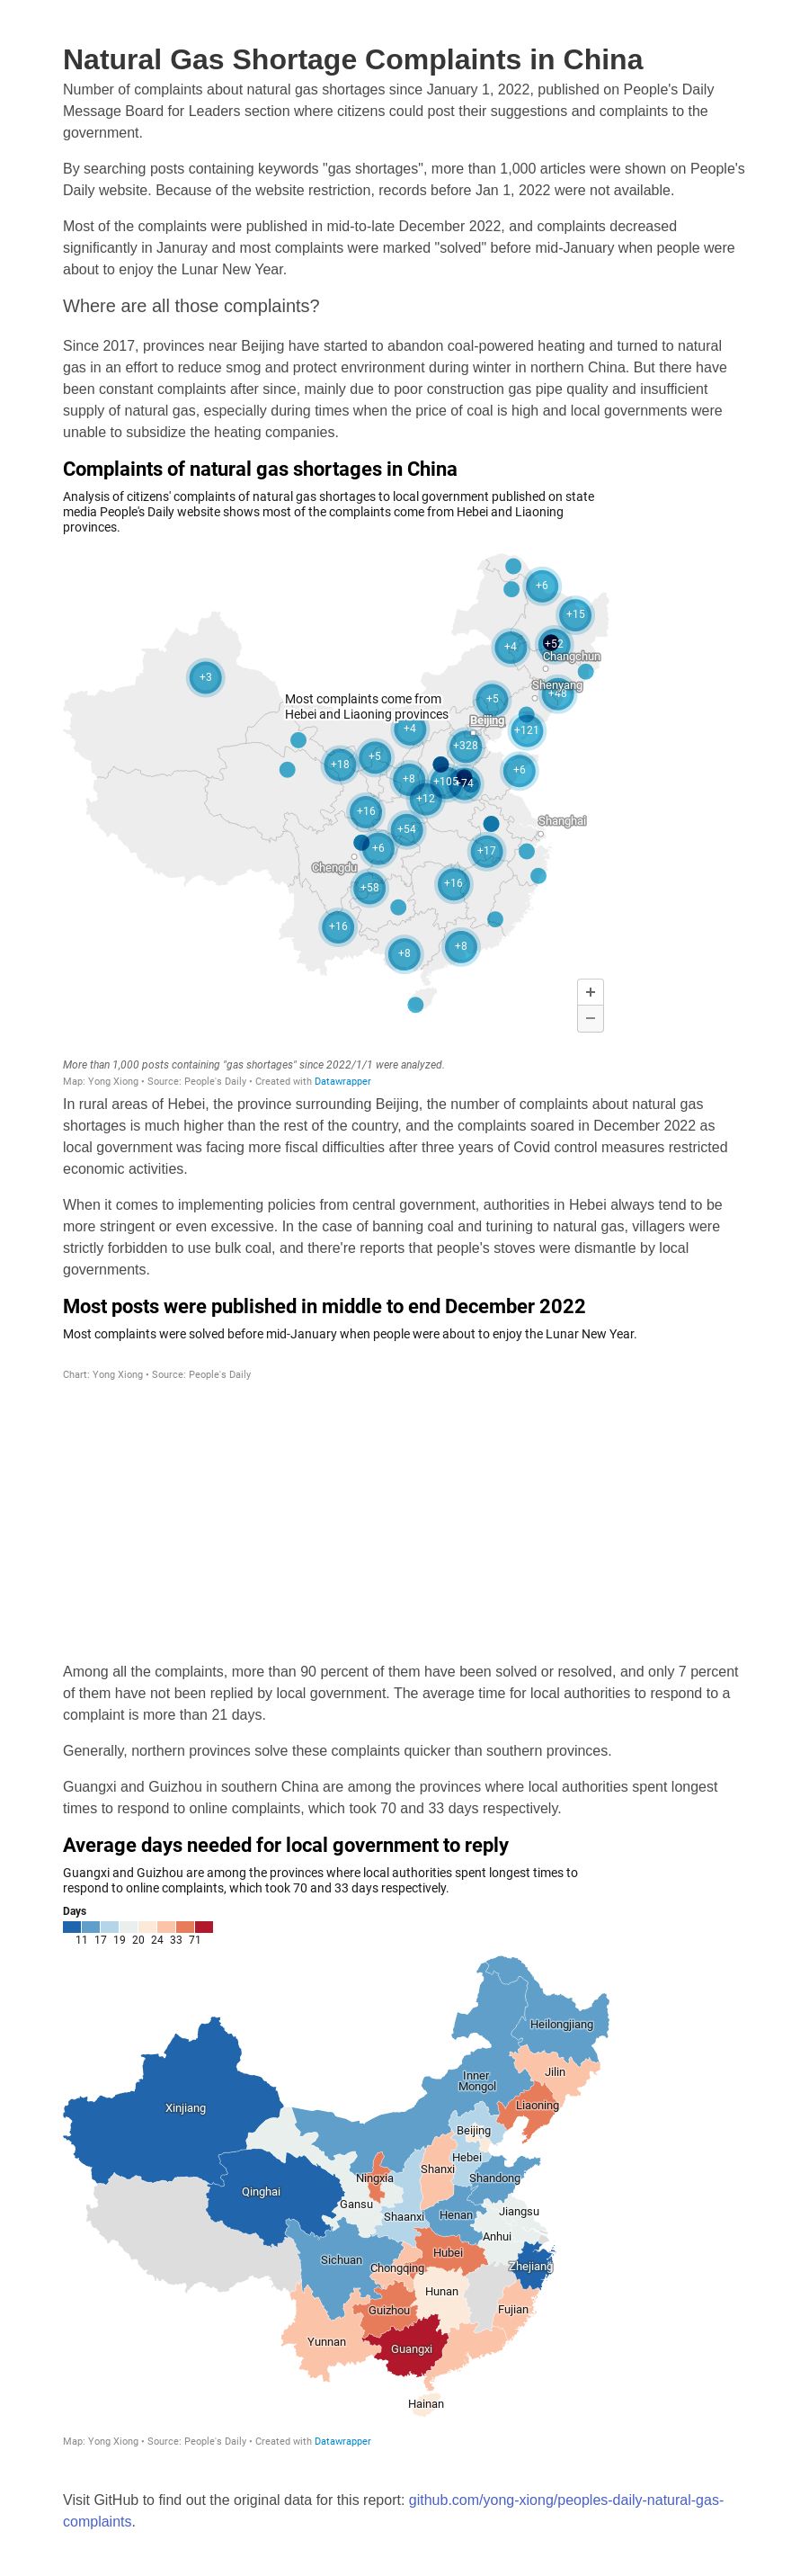 Natural Gas Shortage Complaints in China
Number of complaints about natural gas shortages since January 1, 2022, published on People's Daily
Message Board for Leaders section where citizens could post their suggestions and complaints to the
government.
By searching posts containing keywords "gas shortages", more than 1,000 articles were shown on People's
Daily website. Because of the website restriction, records before Jan 1, 2022 were not available.
Most of the complaints were published in mid-to-late December 2022, and complaints decreased
significantly in Januray and most complaints were marked "solved" before mid-January when people were
about to enjoy the Lunar New Year.
Where are all those complaints?
Since 2017, provinces near Beijing have started to abandon coal-powered heating and turned to natural
gas in an effort to reduce smog and protect envrironment during winter in northern China. But there have
been constant complaints after since, mainly due to poor construction gas pipe quality and insufficient
supply of natural gas, especially during times when the price of coal is high and local governments were
unable to subsidize the heating companies.
Complaints of natural gas shortages in China
Analysis of citizens' complaints of natural gas shortages to local government published on state
media People's Daily website shows most of the complaints come from Hebei and Liaoning
provinces.
+6
+15
+52
+4
Changchun
+3
Shenyang
+48
Most complaints come from
Hebei and Liaoning provinces
+5
Beijing
+4
+121
+328
+5
+18
+6
+8
+105
+74
+12
+16
Shanghai
+54
+6
+17
Chengdu
+58
+16
+16
+8
+8
+
−
More than 1,000 posts containing "gas shortages" since 2022/1/1 were analyzed.
Map: Yong Xiong • Source: People's Daily • Created with Datawrapper
In rural areas of Hebei, the province surrounding Beijing, the number of complaints about natural gas
shortages is much higher than the rest of the country, and the complaints soared in December 2022 as
local government was facing more fiscal difficulties after three years of Covid control measures restricted
economic activities.
When it comes to implementing policies from central government, authorities in Hebei always tend to be
more stringent or even excessive. In the case of banning coal and turining to natural gas, villagers were
strictly forbidden to use bulk coal, and there're reports that people's stoves were dismantle by local
governments.
Most posts were published in middle to end December 2022
Most complaints were solved before mid-January when people were about to enjoy the Lunar New Year.
Chart: Yong Xiong • Source: People's Daily
Among all the complaints, more than 90 percent of them have been solved or resolved, and only 7 percent
of them have not been replied by local government. The average time for local authorities to respond to a
complaint is more than 21 days.
Generally, northern provinces solve these complaints quicker than southern provinces.
Guangxi and Guizhou in southern China are among the provinces where local authorities spent longest
times to respond to online complaints, which took 70 and 33 days respectively.
Average days needed for local government to reply
Guangxi and Guizhou are among the provinces where local authorities spent longest times to
respond to online complaints, which took 70 and 33 days respectively.
Days
11 17 19 20 24 33 71
Heilongjiang
Jilin
Inner
Mongol
Liaoning
Xinjiang
Beijing
Hebei
Shanxi
Ningxia
Shandong
Qinghai
Gansu
Jiangsu
Shaanxi
Henan
Anhui
Hubei
Sichuan
Chongqing
Zhejiang
Hunan
Guizhou
Fujian
Yunnan
Guangxi
Hainan
Map: Yong Xiong • Source: People's Daily • Created with Datawrapper
Visit GitHub to find out the original data for this report: github.com/yong-xiong/peoples-daily-natural-gas-
complaints.